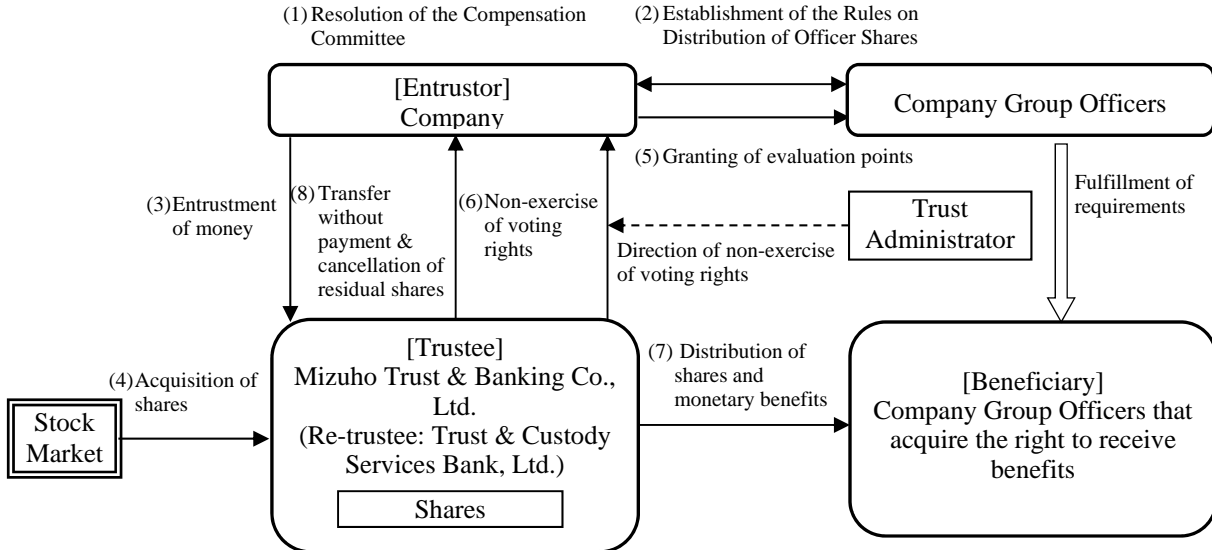 (1) Resolution of the Compensation
Committee
(2) Establishment of the Rules on
Distribution of Officer Shares
[Entrustor]
Company
Company Group Officers
(3) Entrustment
of money
(8) Transfer
without
payment &
cancellation of
residual shares
(6) Non-exercise
of voting
rights
(5) Granting of evaluation points
Direction of non-exercise
of voting rights
Trust
Administrator
Fulfillment of
requirements
(4) Acquisition of
shares
Stock
Market
[Trustee]
Mizuho Trust & Banking Co.,
Ltd.
(Re-trustee: Trust & Custody
Services Bank, Ltd.)
Shares
(7) Distribution of
shares and
monetary benefits
[Beneficiary]
Company Group Officers that
acquire the right to receive
benefits